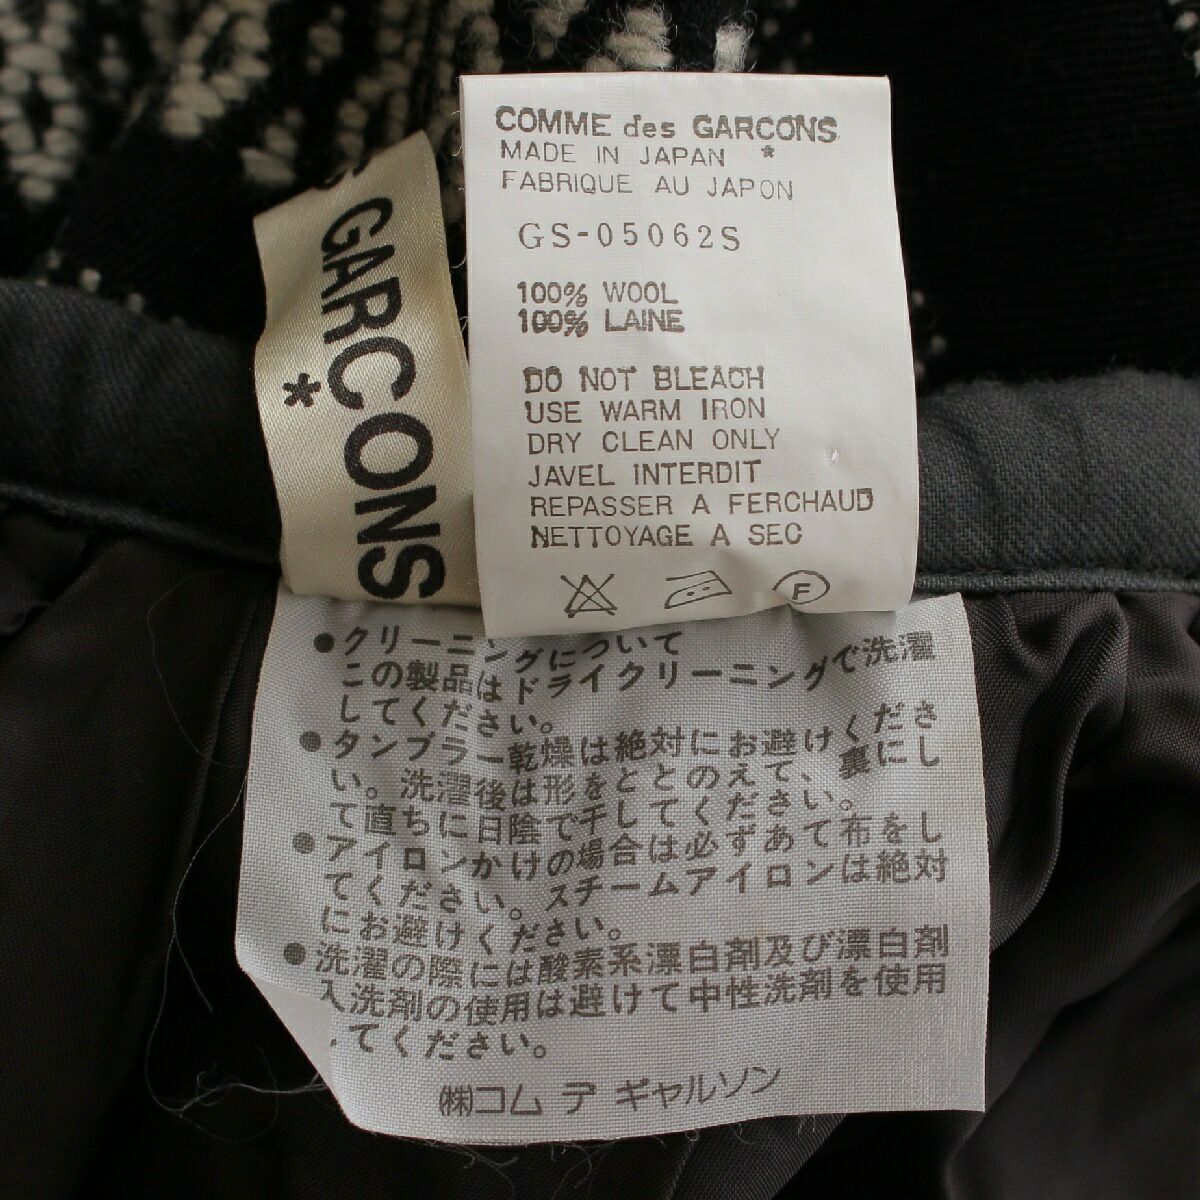 COMME des GARCONS
MADE IN JAPAN *
FABRIQUE AU JAPON
GS-05062S
100% WOOL
100% LAINE
DO NOT BLEACH
USE WARM IRON
DRY CLEAN ONLY
JAVEL INTERDIT
REPASSER A FERCHAUD
NETTOYAGE A SEC
F
S GARCONS
*
●クリーニングについて
この製品はドライクリーニングで洗濯
してください。
●タンブラー乾燥は絶対にお避けくださ
い。洗濯後は形をととのえて、裏にし
て直ちに日陰で干してください。
●アイロンかけの場合は必ずあて布をし
てください。スチームアイロンは絶対
にお避けください。
●洗濯の際には酸素系漂白剤及び漂白剤
入洗剤の使用は避けて中性洗剤を使用
してください。
㈱コム デ ギャルソン